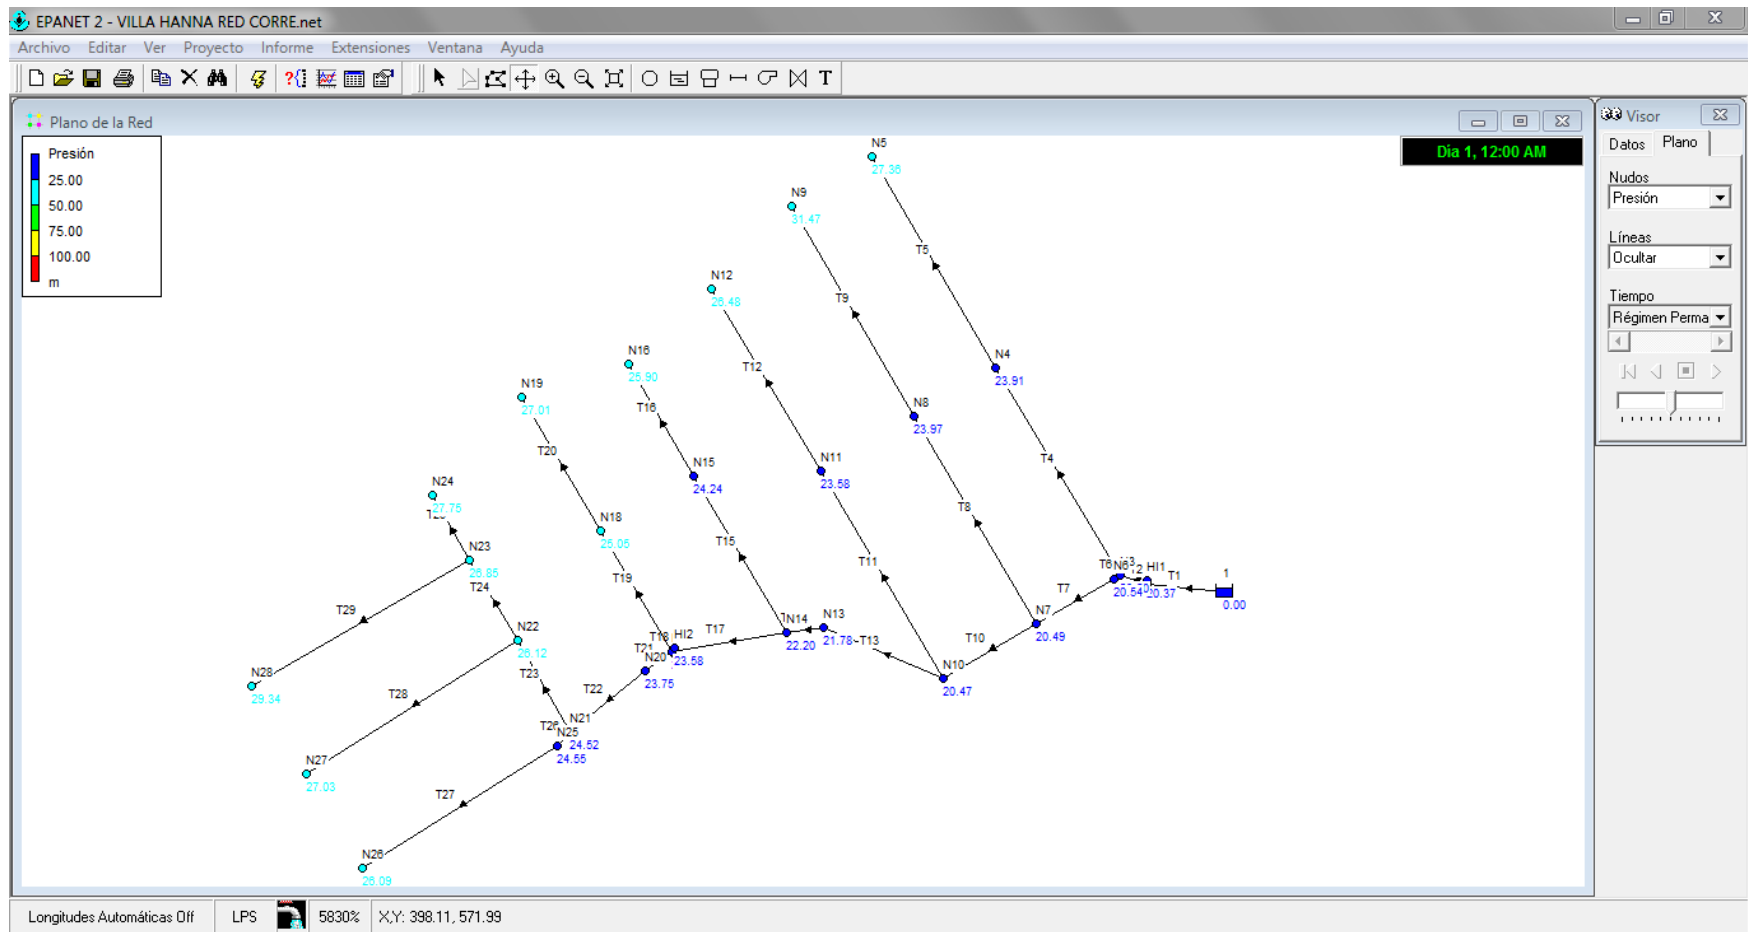 EPANET 2 - VILLA HANNA RED CORRE.net
Archivo Editar Ver Proyecto Informe Extensiones Ventana Ayuda
T
Plano de la Red
Visor
Datos Plano
Nudos
Presión
Líneas
Ocultar
Tiempo
Régimen Perma
Presión
25.00
50.00
75.00
100.00
m
Día 1, 12:00 AM
N5
27.36
N9
31.47
T5
N12
26.48
T9
N4
23.91
N16
25.90
T12
N19
27.01
T16
N8
23.97
T20
N11
23.58
T4
N15
24.24
N24
27.76
T8
N18
25.06
T15
N23
26.85
T11
T19
T24
HI1
T1
1
0.00
N6
20.54
20.37
T7
T29
N7
20.49
N13
21.78
N14
22.20
T17
T13
T10
N22
26.12
HI2
23.58
N20
23.75
N10
20.47
N28
29.34
T23
T22
T28
N21
24.52
N25
24.55
N27
27.03
T27
N26
26.09
Longitudes Automáticas Off LPS 5830% X,Y: 398.11, 571.99